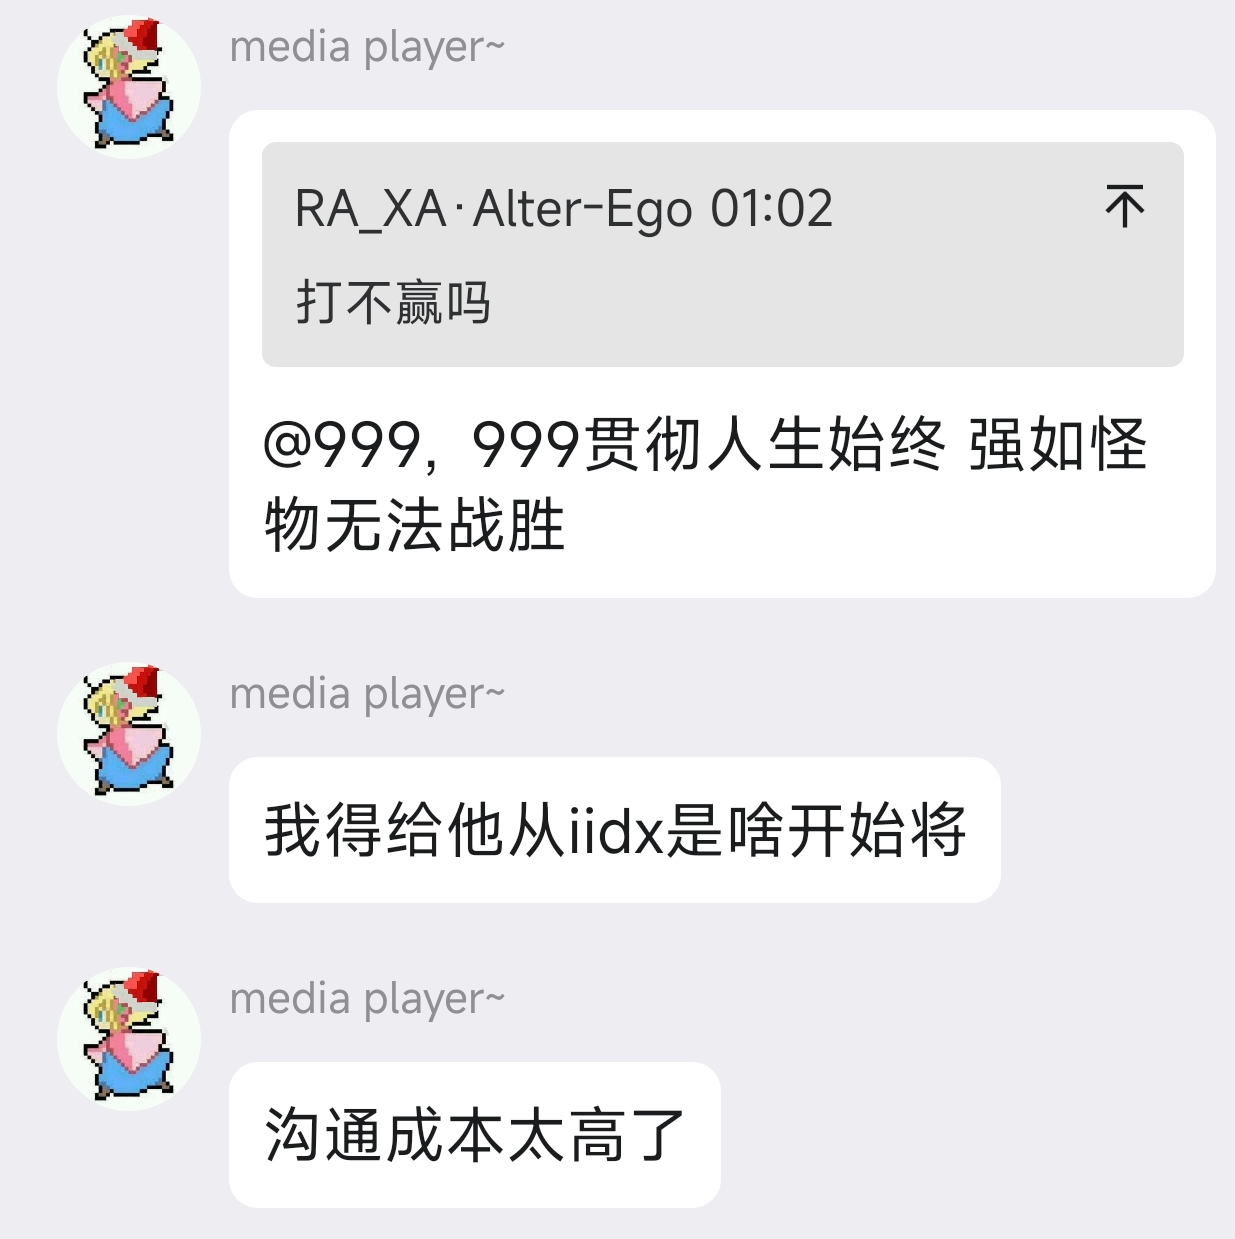 media player~
RA_XA·Alter-Ego 01:02
打不赢吗
@999，999贯彻人生始终 强如怪
物无法战胜
media player~
我得给他从iidx是啥开始将
media player~
沟通成本太高了